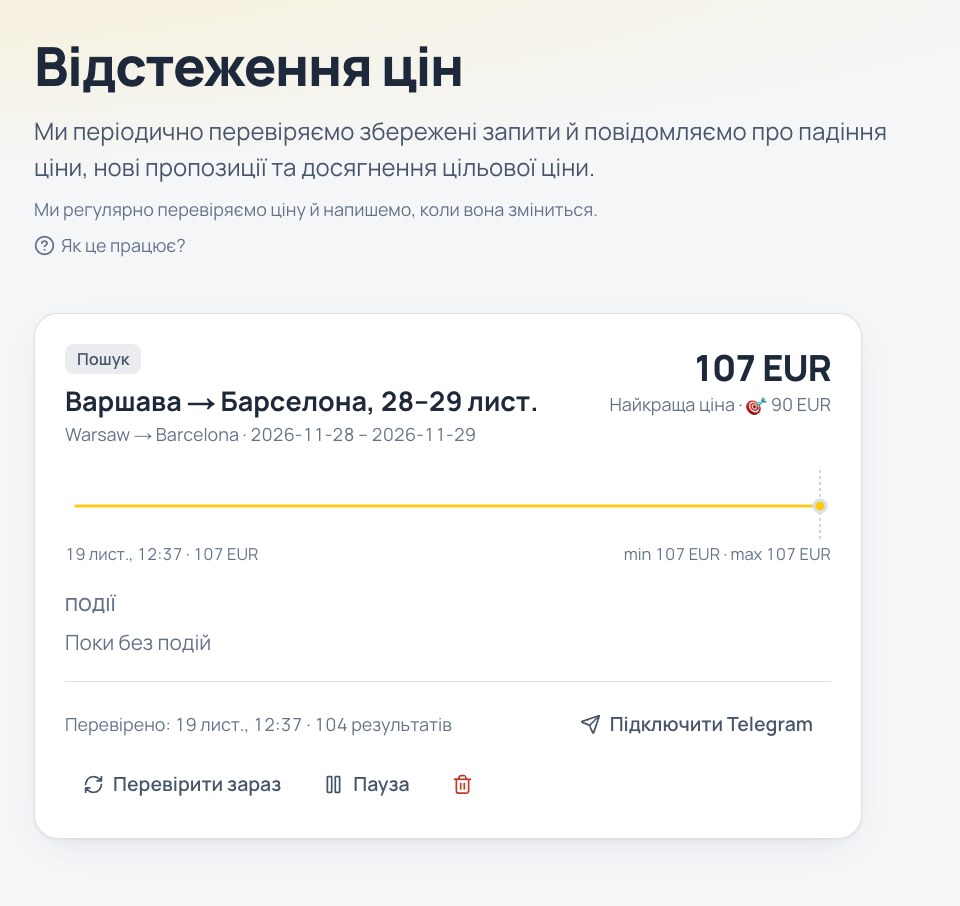 Відстеження цін
Ми періодично перевіряємо збережені запити й повідомляємо про падіння
ціни, нові пропозиції та досягнення цільової ціни.
Ми регулярно перевіряємо ціну й напишемо, коли вона зміниться.
Як це працює?
Пошук
107 EUR
Варшава → Барселона, 28–29 лист.
Найкраща ціна · 🎯 90 EUR
Warsaw → Barcelona · 2026-11-28 – 2026-11-29
19 лист., 12:37 · 107 EUR
min 107 EUR · max 107 EUR
ПОДІЇ
Поки без подій
Перевірено: 19 лист., 12:37 · 104 результатів
Підключити Telegram
Перевірити зараз
Пауза